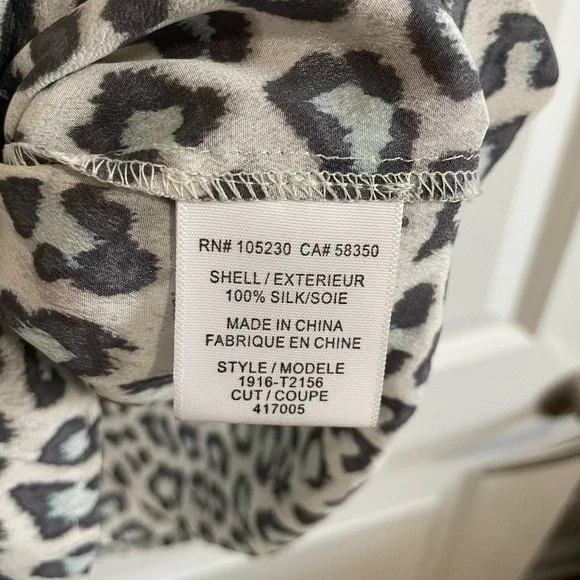 RN# 105230 CA# 58350
SHELL / EXTERIEUR
100% SILK/SOIE
MADE IN CHINA
FABRIQUE EN CHINE
STYLE / MODELE
1916-T2156
CUT / COUPE
417005